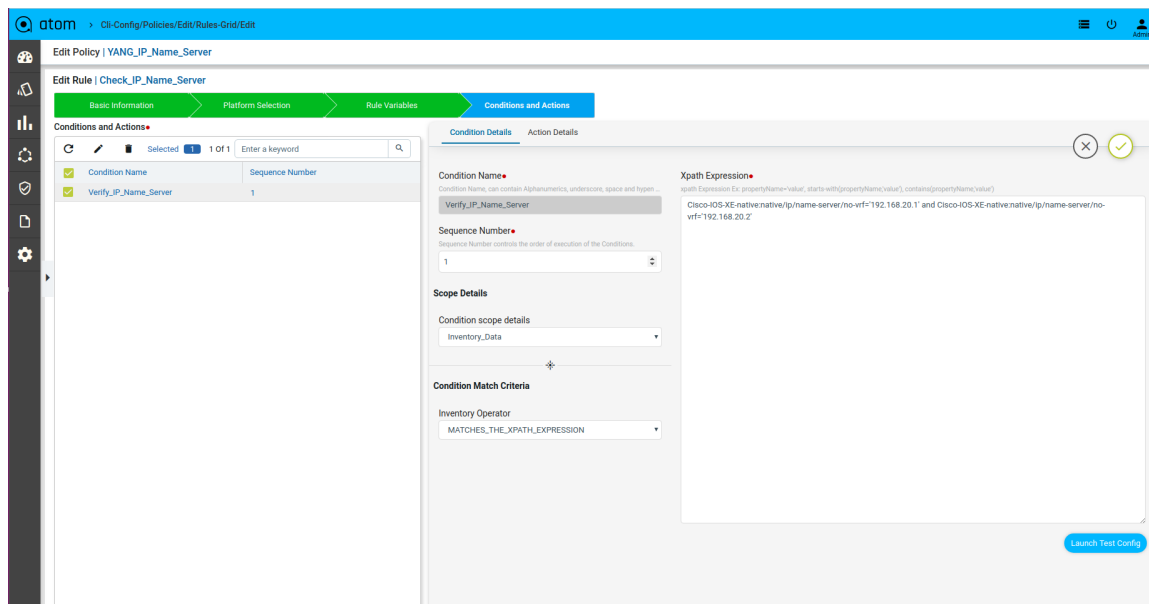 atom > Cli-Config/Policies/Edit/Rules-Grid/Edit
Admin
Edit Policy | YANG_IP_Name_Server
Edit Rule | Check_IP_Name_Server
Basic Information
Platform Selection
Rule Variables
Conditions and Actions
Conditions and Actions
Selected 1 1 Of 1 Enter a keyword
Condition Name Sequence Number
Verify_IP_Name_Server 1
Condition Details Action Details
Condition Name
Condition Name, can contain Alphanumerics, underscore, space and hypen ...
Verify_IP_Name_Server
Sequence Number
Sequence Number controls the order of execution of the Conditions.
1
Scope Details
Condition scope details
Inventory_Data
Condition Match Criteria
Inventory Operator
MATCHES_THE_XPATH_EXPRESSION
Xpath Expression
xpath Expression Ex: propertyName='value', starts-with(propertyName,'value'), contains(propertyName,'value')
Cisco-IOS-XE-native:native/ip/name-server/no-vrf='192.168.20.1' and Cisco-IOS-XE-native:native/ip/name-server/no-
vrf='192.168.20.2'
Launch Test Config